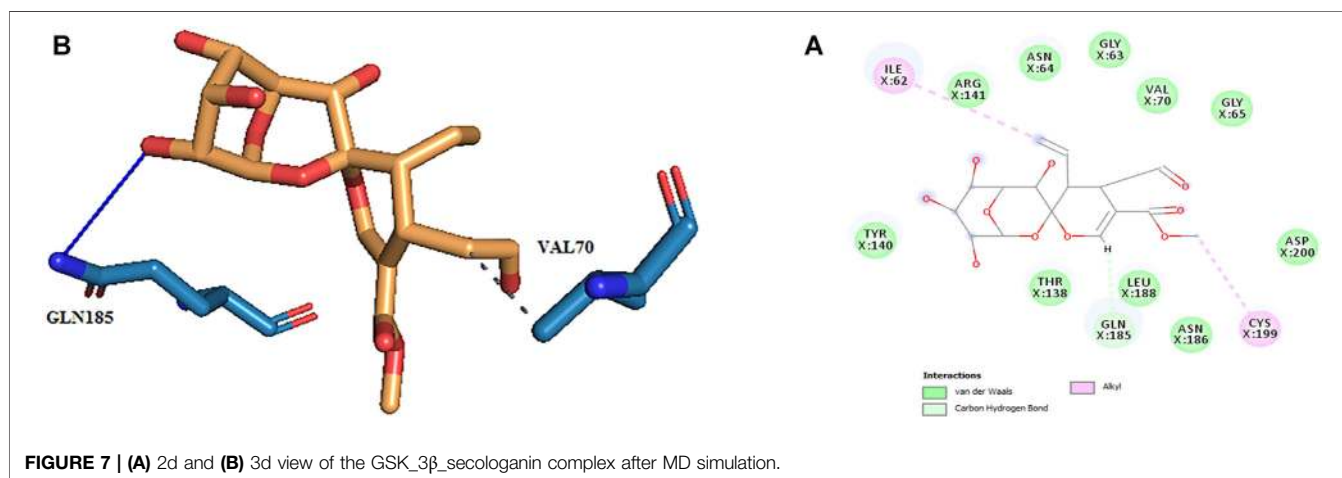 B
GLN185
VAL70
A
ILE
X:62
ARG
X:141
ASN
X:64
GLY
X:63
VAL
X:70
GLY
X:65
TYR
X:140
THR
X:138
LEU
X:188
GLN
X:185
ASN
X:186
CYS
X:199
ASP
X:200
O
O
O
O
O
O
O
O
O
O
O
H
Interactions
van der Waals
Carbon Hydrogen Bond
Alkyl
FIGURE 7 | (A) 2d and (B) 3d view of the GSK_3β_secologanin complex after MD simulation.